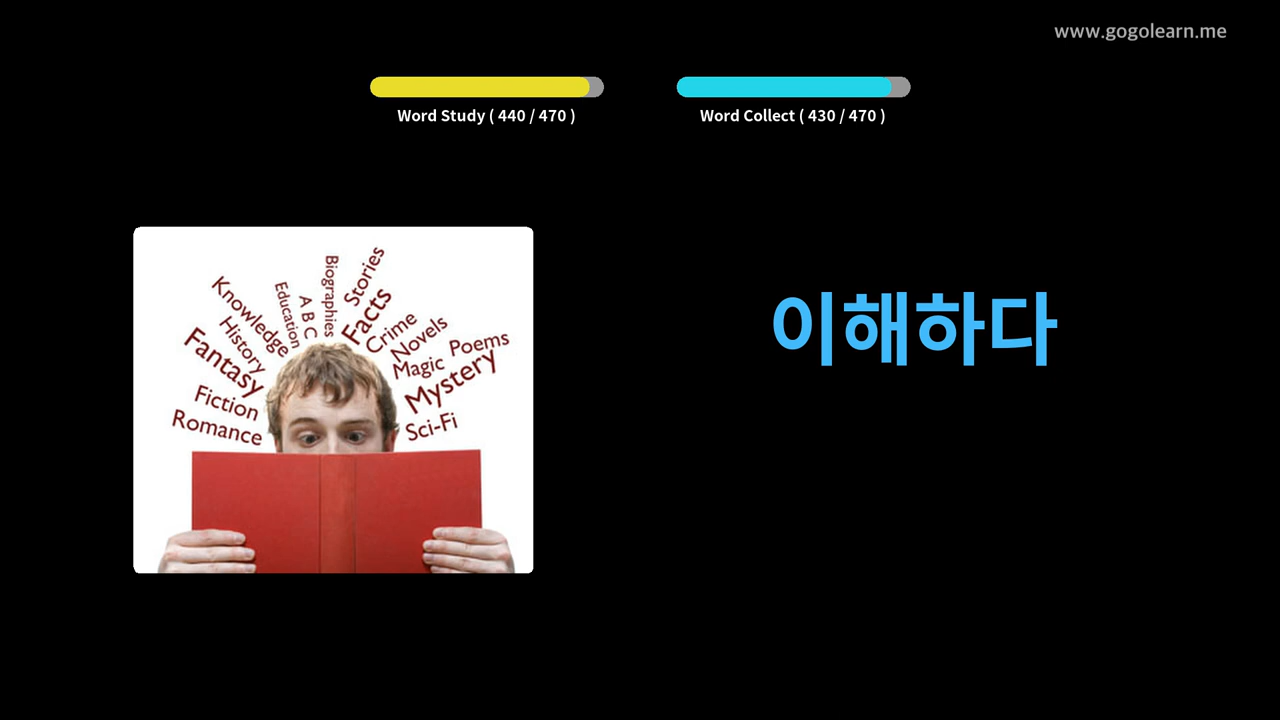 www.gogolearn.me
Word Study ( 440 / 470 )
Word Collect ( 430 / 470 )
Biographies
Stories
Education
A B C
Facts
Knowledge
Crime
History
Novels
Poems
Fantasy
Magic
Mystery
Fiction
Romance
Sci-Fi
이해하다